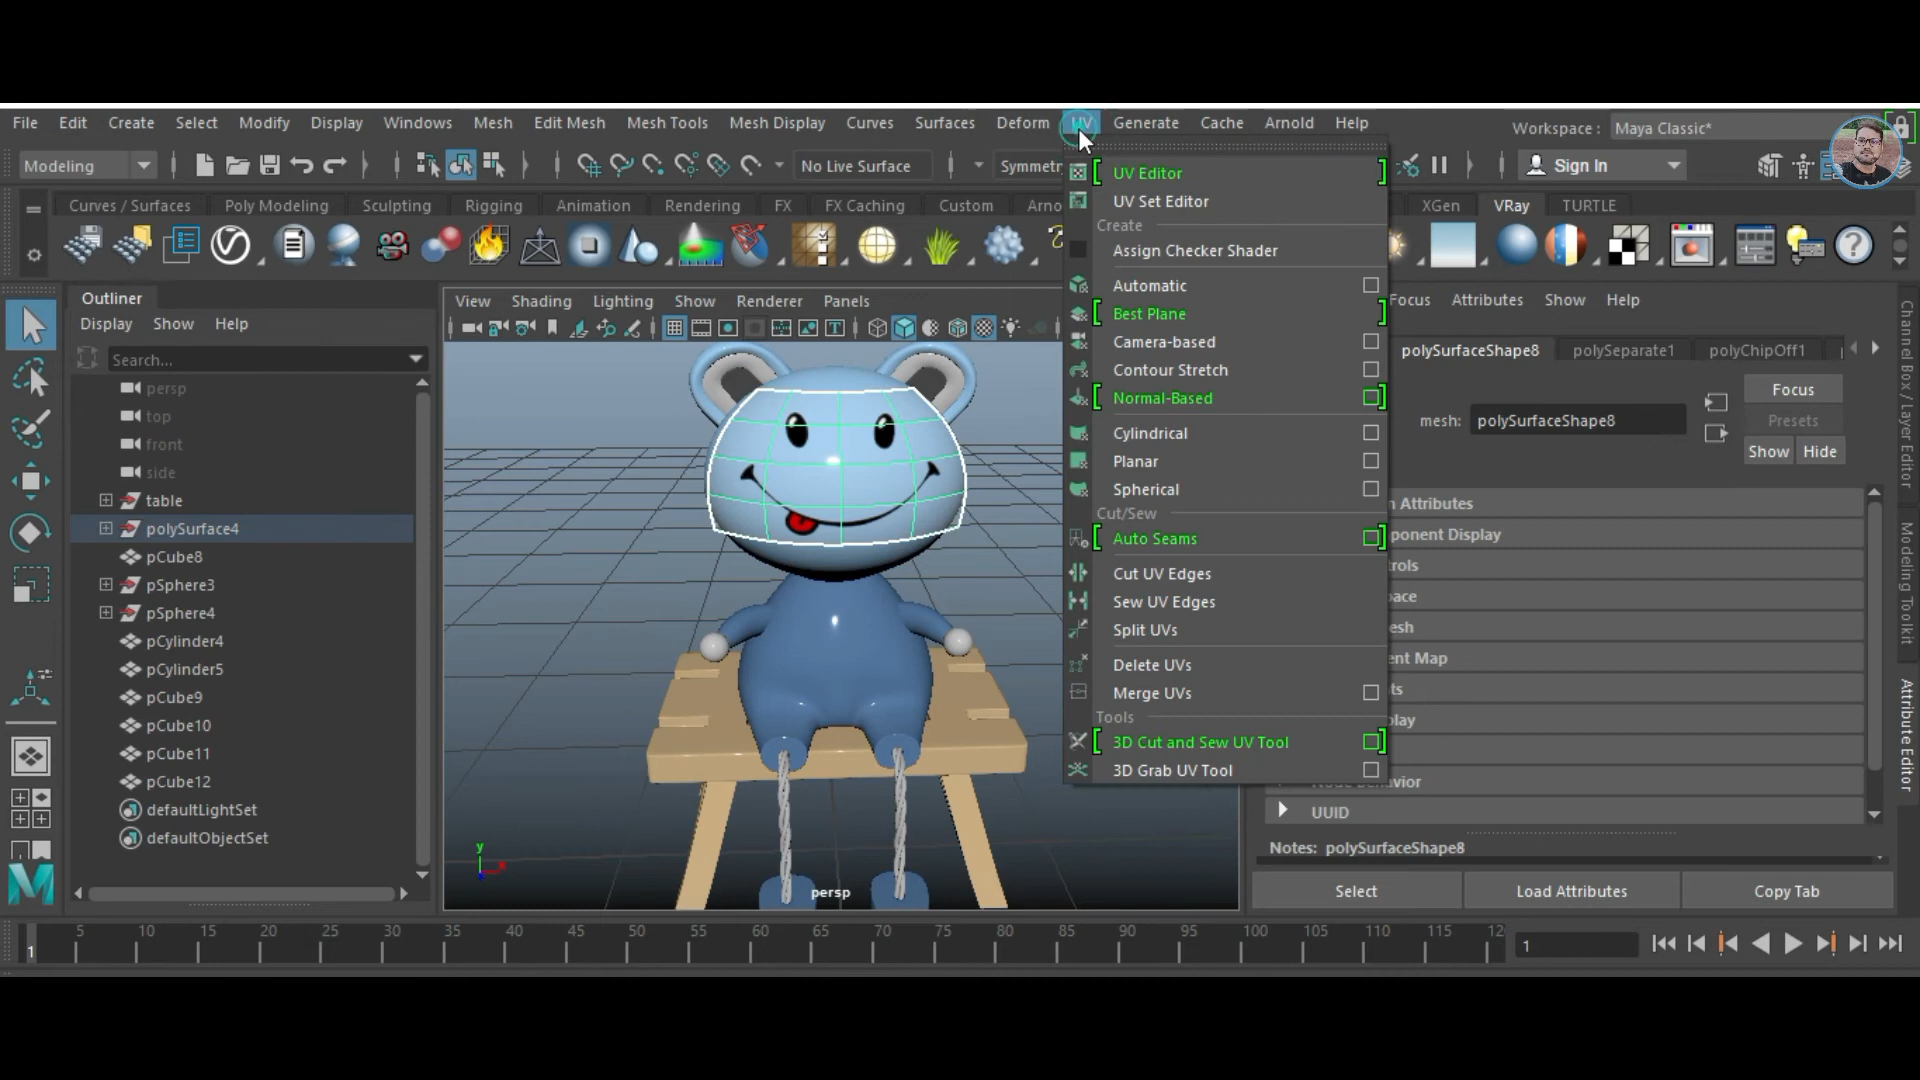 File Edit Create Select Modify Display Windows Mesh Edit Mesh Mesh Tools Mesh Display Curves Surfaces Deform UV Generate Cache Arnold Help
Workspace : Maya Classic*
Modeling No Live Surface Symmetr Sign In
Curves / Surfaces Poly Modeling Sculpting Rigging Animation Rendering FX FX Caching Custom Arno XGen VRay TURTLE
UV Editor
UV Set Editor
Create
Assign Checker Shader
Automatic
Best Plane
Camera-based
Contour Stretch
Normal-Based
Cylindrical
Planar
Spherical
Cut/Sew
Auto Seams
Cut UV Edges
Sew UV Edges
Split UVs
Delete UVs
Merge UVs
Tools
3D Cut and Sew UV Tool
3D Grab UV Tool
Outliner
Display Show Help
Search...
persp
top
front
side
table
polySurface4
pCube8
pSphere3
pSphere4
pCylinder4
pCylinder5
pCube9
pCube10
pCube11
pCube12
defaultLightSet
defaultObjectSet
View Shading Lighting Show Renderer Panels
y
persp
Focus Attributes Show Help
polySurfaceShape8 polySeparate1 polyChipOff1
Focus
mesh: polySurfaceShape8
Presets
Show Hide
n Attributes
ponent Display
rols
pace
esh
ent Map
ts
play
UUID
Notes: polySurfaceShape8
Select Load Attributes Copy Tab
Channel Box / Layer Editor
Modeling Toolkit
Attribute Editor
5 10 15 20 25 30 35 40 45 50 55 60 65 70 75 80 85 90 95 100 105 110 115 12
1
1